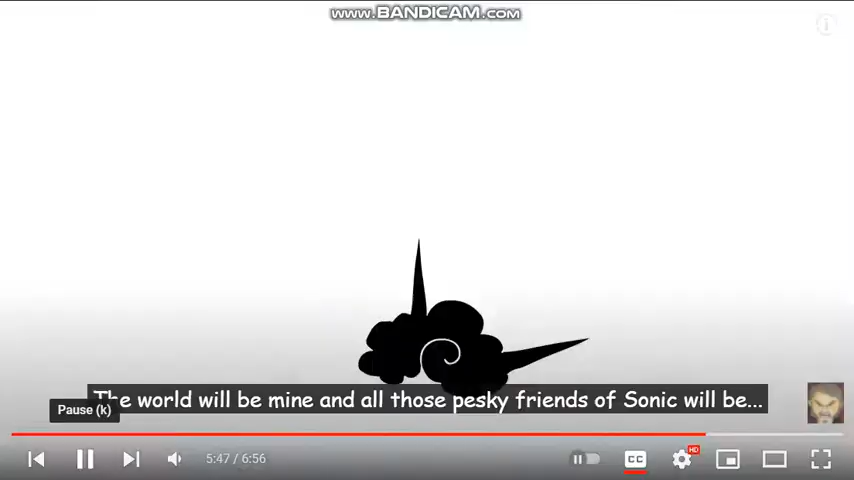 www.BANDICAM.com
The world will be mine and all those pesky friends of Sonic will be...
Pause (k)
5:47 / 6:56
CC
HD